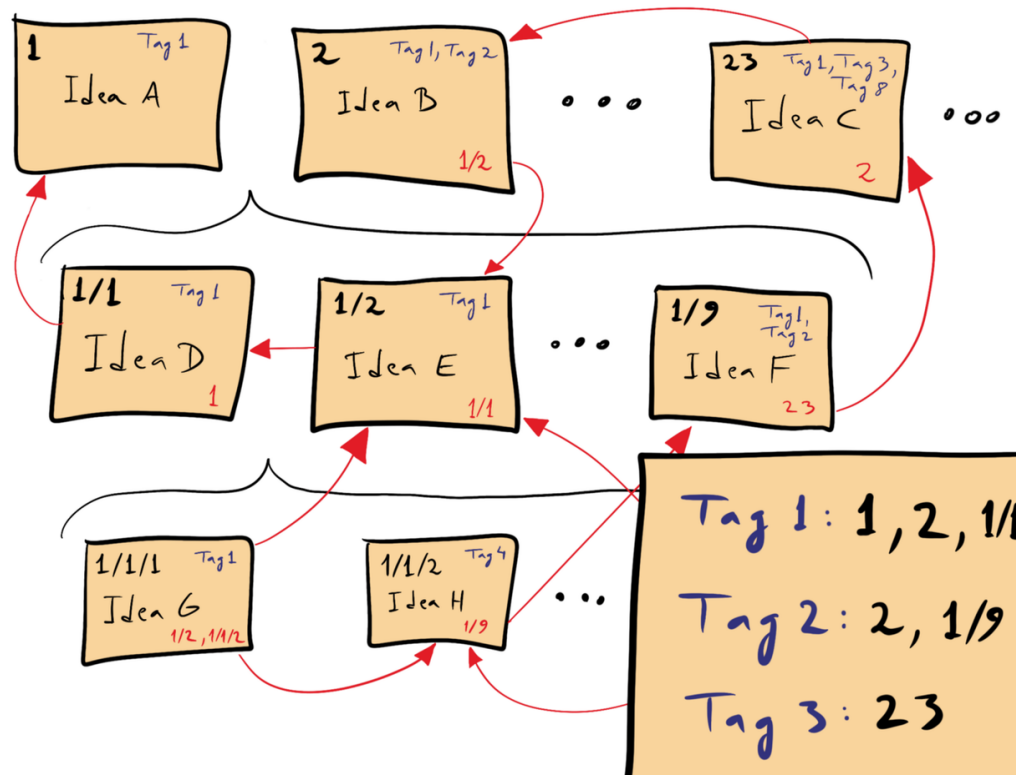 1 Tag 1
Idea A
2 Tag 1, Tag 2
Idea B
1/2
23 Tag 1, Tag 3,
Tag 8
Idea C
2
1/1 Tag 1
Idea D
1
1/2 Tag 1
Idea E
1/1
1/9 Tag 1,
Tag 2
Idea F
23
1/1/1 Tag 1
Idea G
1/2, 1/1/2
1/1/2 Tag 4
Idea H
1/9
Tag 1: 1, 2, 1/1
Tag 2: 2, 1/9
Tag 3: 23